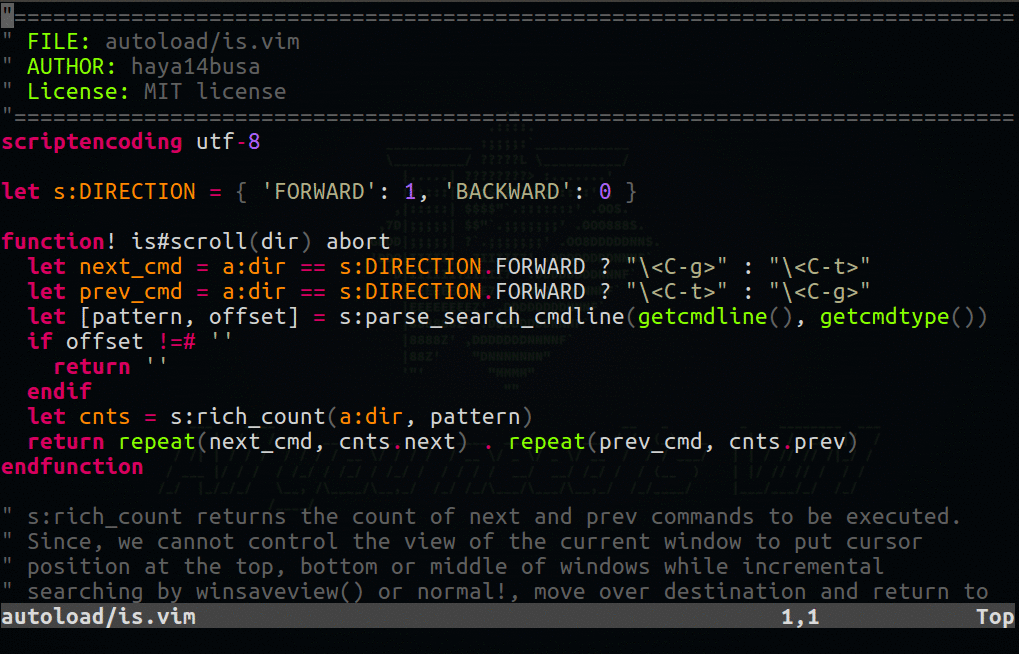 "=============================================================================
" FILE: autoload/is.vim
" AUTHOR: haya14busa
" License: MIT license
"=============================================================================
scriptencoding utf-8
let s:DIRECTION = { 'FORWARD': 1, 'BACKWARD': 0 }
function! is#scroll(dir) abort
  let next_cmd = a:dir == s:DIRECTION.FORWARD ? "\<C-g>" : "\<C-t>"
  let prev_cmd = a:dir == s:DIRECTION.FORWARD ? "\<C-t>" : "\<C-g>"
  let [pattern, offset] = s:parse_search_cmdline(getcmdline(), getcmdtype())
  if offset !=# ''
    return ''
  endif
  let cnts = s:rich_count(a:dir, pattern)
  return repeat(next_cmd, cnts.next) . repeat(prev_cmd, cnts.prev)
endfunction
" s:rich_count returns the count of next and prev commands to be executed.
" Since, we cannot control the view of the current window to put cursor
" position at the top, bottom or middle of windows while incremental
" searching by winsaveview() or normal!, move over destination and return to
autoload/is.vim 1,1 Top